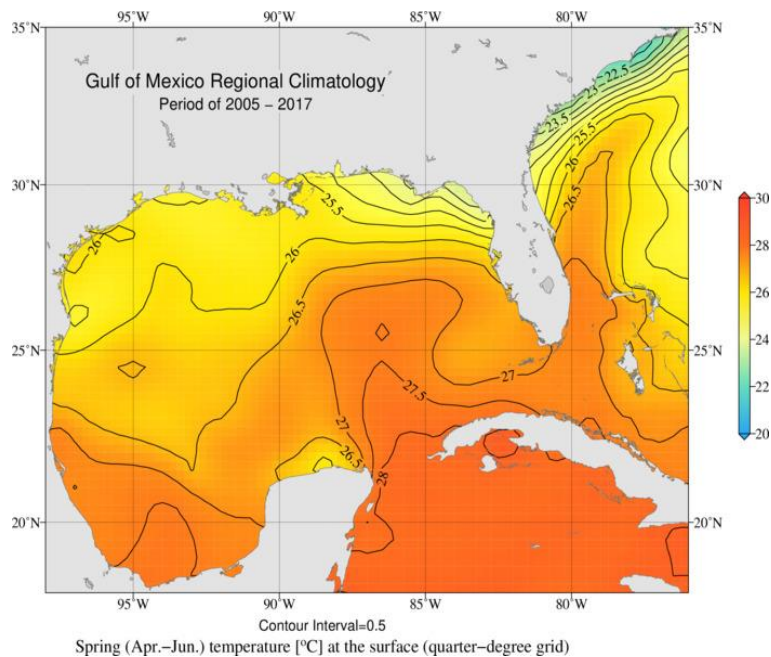 95°W 90°W 85°W 80°W
35°N 35°N
Gulf of Mexico Regional Climatology
Period of 2005 – 2017
22.5
23
23.5
25.5
26
26.5
30°N 30°N
25.5
26
26
26.5
25°N 25°N
27
27.5
27
26.5
28
20°N 20°N
95°W 90°W 85°W 80°W
30
28
26
24
22
20
Contour Interval=0.5
Spring (Apr.–Jun.) temperature [°C] at the surface (quarter–degree grid)